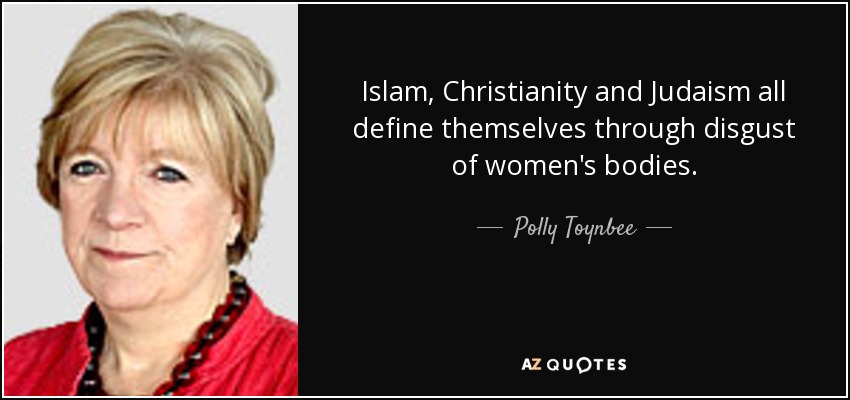 Islam, Christianity and Judaism all
define themselves through disgust
of women's bodies.
Polly Toynbee
AZ QUOTES